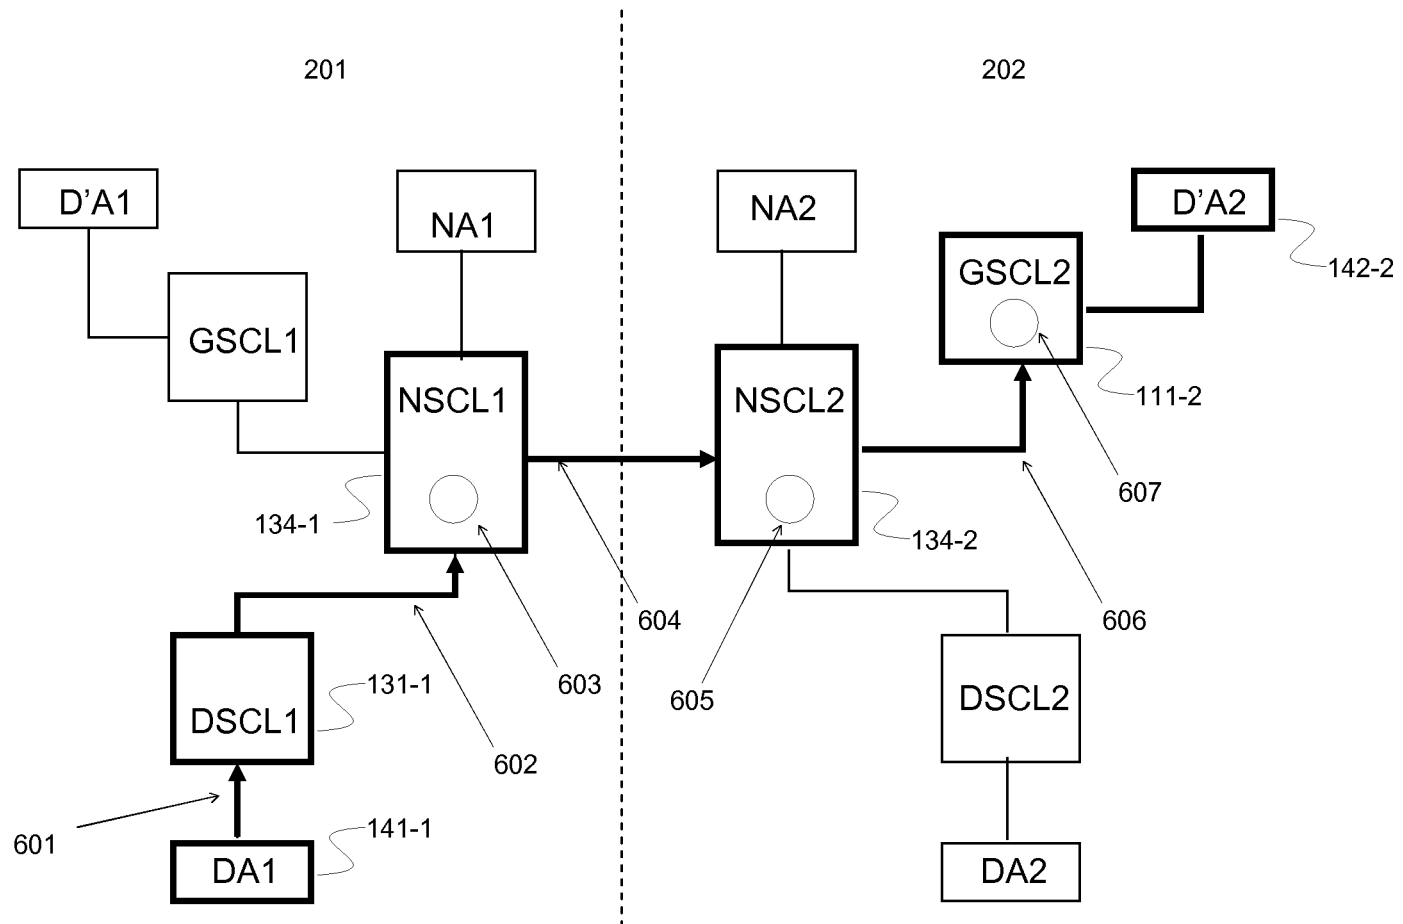 201
202
D’A1
NA1
NA2
D’A2
142-2
GSCL2
GSCL1
111-2
NSCL1
NSCL2
607
134-1
134-2
604
606
603
605
131-1
DSCL1
DSCL2
602
601
141-1
DA1
DA2